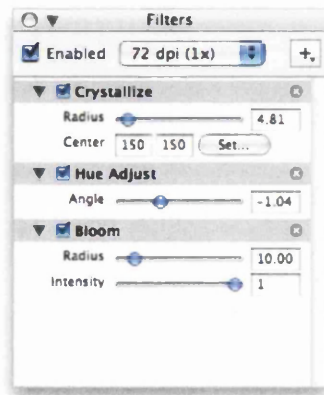 Filters
Enabled 72 dpi (1x) +
Crystallize
Radius 4.81
Center 150 150 Set...
Hue Adjust
Angle -1.04
Bloom
Radius 10.00
Intensity 1